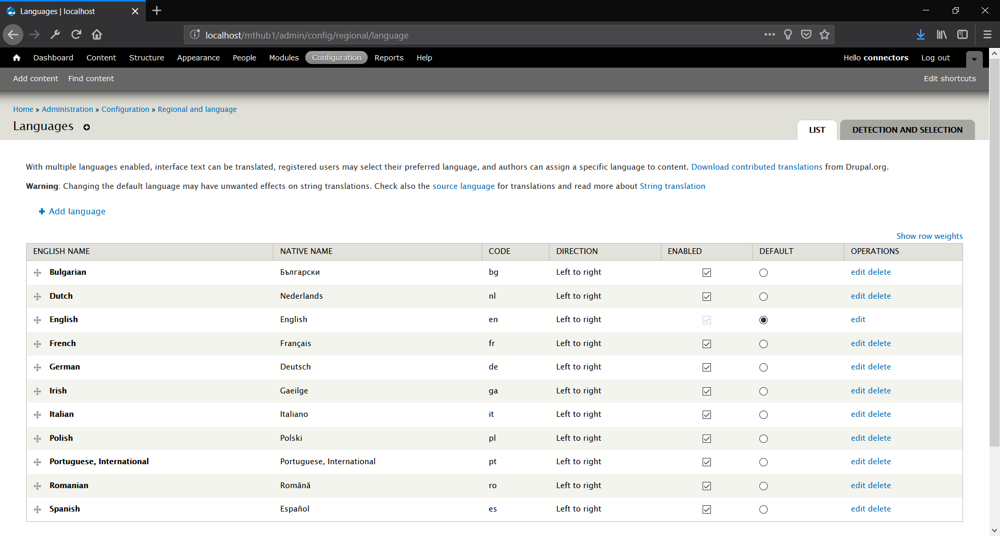 Languages | localhost
localhost/mthub1/admin/config/regional/language
Dashboard Content Structure Appearance People Modules Configuration Reports Help Hello connectors Log out
Add content Find content Edit shortcuts
Home » Administration » Configuration » Regional and language
Languages
LIST DETECTION AND SELECTION
With multiple languages enabled, interface text can be translated, registered users may select their preferred language, and authors can assign a specific language to content. Download contributed translations from Drupal.org.
Warning: Changing the default language may have unwanted effects on string translations. Check also the source language for translations and read more about String translation
Add language
Show row weights
ENGLISH NAME NATIVE NAME CODE DIRECTION ENABLED DEFAULT OPERATIONS
Bulgarian Български bg Left to right edit delete
Dutch Nederlands nl Left to right edit delete
English English en Left to right edit
French Français fr Left to right edit delete
German Deutsch de Left to right edit delete
Irish Gaeilge ga Left to right edit delete
Italian Italiano it Left to right edit delete
Polish Polski pl Left to right edit delete
Portuguese, International Portuguese, International pt Left to right edit delete
Romanian Română ro Left to right edit delete
Spanish Español es Left to right edit delete